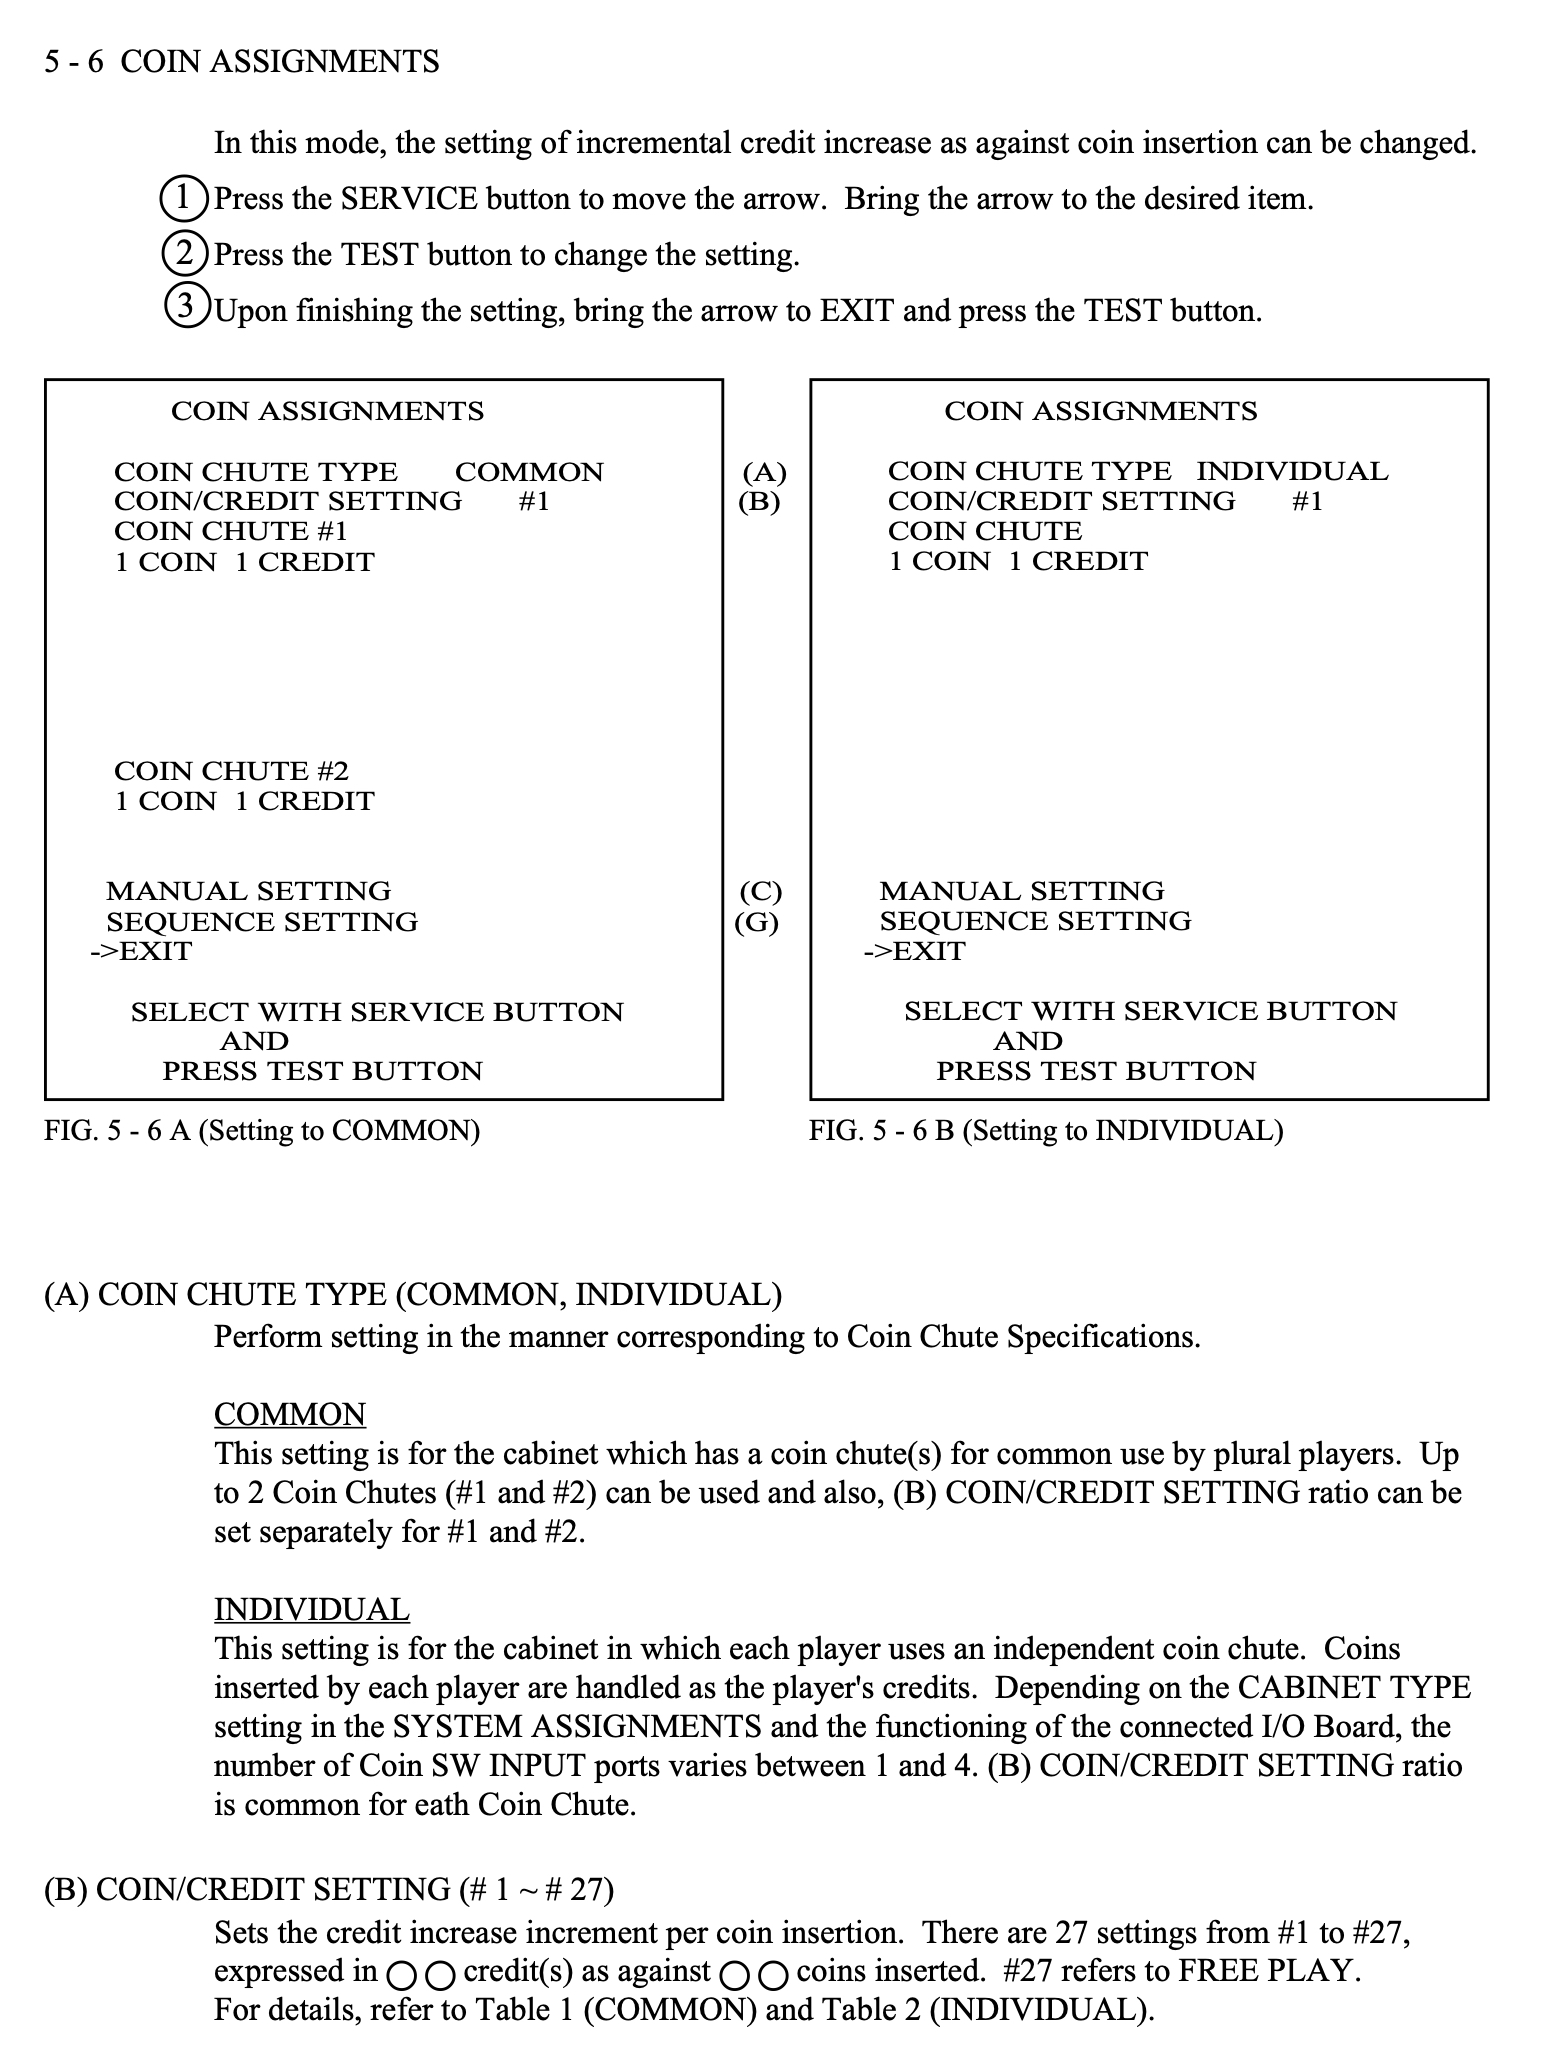 5 - 6 COIN ASSIGNMENTS
In this mode, the setting of incremental credit increase as against coin insertion can be changed.
1 Press the SERVICE button to move the arrow. Bring the arrow to the desired item.
2 Press the TEST button to change the setting.
3 Upon finishing the setting, bring the arrow to EXIT and press the TEST button.
COIN ASSIGNMENTS
COIN CHUTE TYPE COMMON
COIN/CREDIT SETTING #1
COIN CHUTE #1
1 COIN 1 CREDIT
COIN CHUTE #2
1 COIN 1 CREDIT
MANUAL SETTING
SEQUENCE SETTING
->EXIT
SELECT WITH SERVICE BUTTON
AND
PRESS TEST BUTTON
FIG. 5 - 6 A (Setting to COMMON)
(A)
(B)
(C)
(G)
COIN ASSIGNMENTS
COIN CHUTE TYPE INDIVIDUAL
COIN/CREDIT SETTING #1
COIN CHUTE
1 COIN 1 CREDIT
MANUAL SETTING
SEQUENCE SETTING
->EXIT
SELECT WITH SERVICE BUTTON
AND
PRESS TEST BUTTON
FIG. 5 - 6 B (Setting to INDIVIDUAL)
(A) COIN CHUTE TYPE (COMMON, INDIVIDUAL)
Perform setting in the manner corresponding to Coin Chute Specifications.
COMMON
This setting is for the cabinet which has a coin chute(s) for common use by plural players. Up
to 2 Coin Chutes (#1 and #2) can be used and also, (B) COIN/CREDIT SETTING ratio can be
set separately for #1 and #2.
INDIVIDUAL
This setting is for the cabinet in which each player uses an independent coin chute. Coins
inserted by each player are handled as the player's credits. Depending on the CABINET TYPE
setting in the SYSTEM ASSIGNMENTS and the functioning of the connected I/O Board, the
number of Coin SW INPUT ports varies between 1 and 4. (B) COIN/CREDIT SETTING ratio
is common for eath Coin Chute.
(B) COIN/CREDIT SETTING (# 1 ~ # 27)
Sets the credit increase increment per coin insertion. There are 27 settings from #1 to #27,
expressed in ○○ credit(s) as against ○○ coins inserted. #27 refers to FREE PLAY.
For details, refer to Table 1 (COMMON) and Table 2 (INDIVIDUAL).